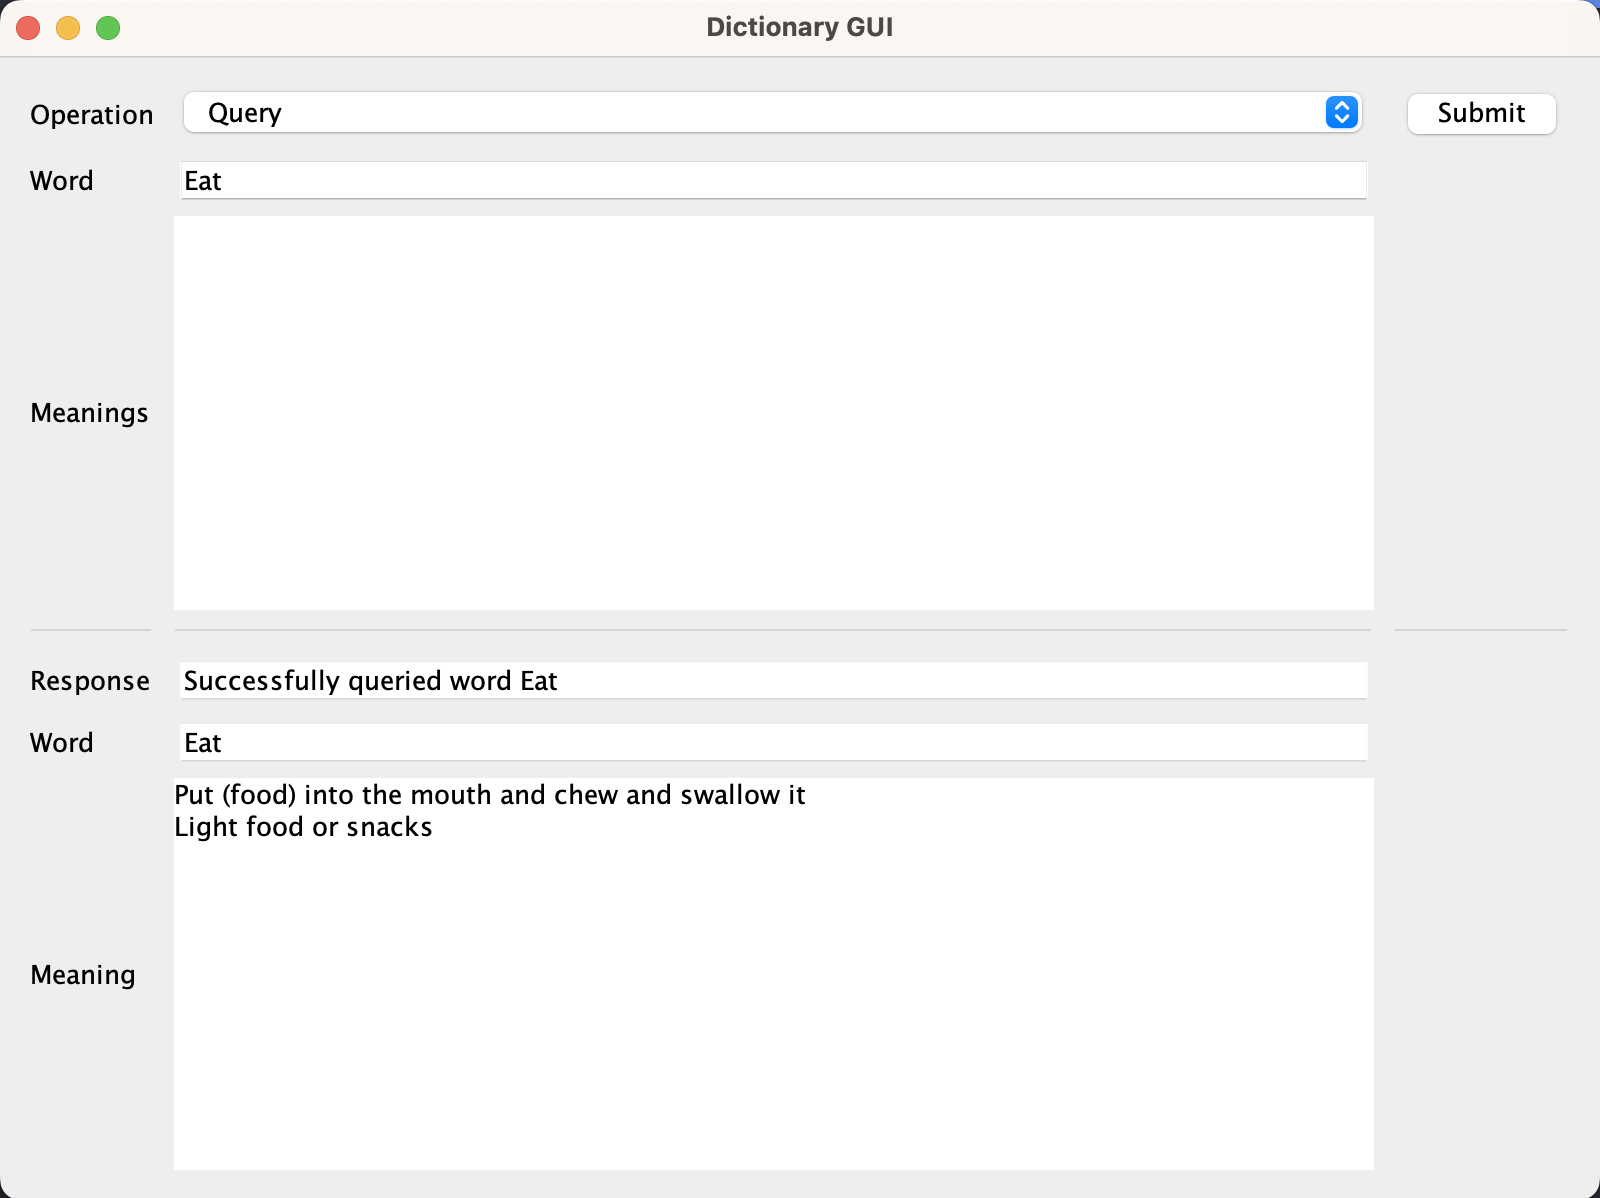 Dictionary GUI
Operation Query Submit
Word Eat
Meanings
Response Successfully queried word Eat
Word Eat
Put (food) into the mouth and chew and swallow it
Light food or snacks
Meaning